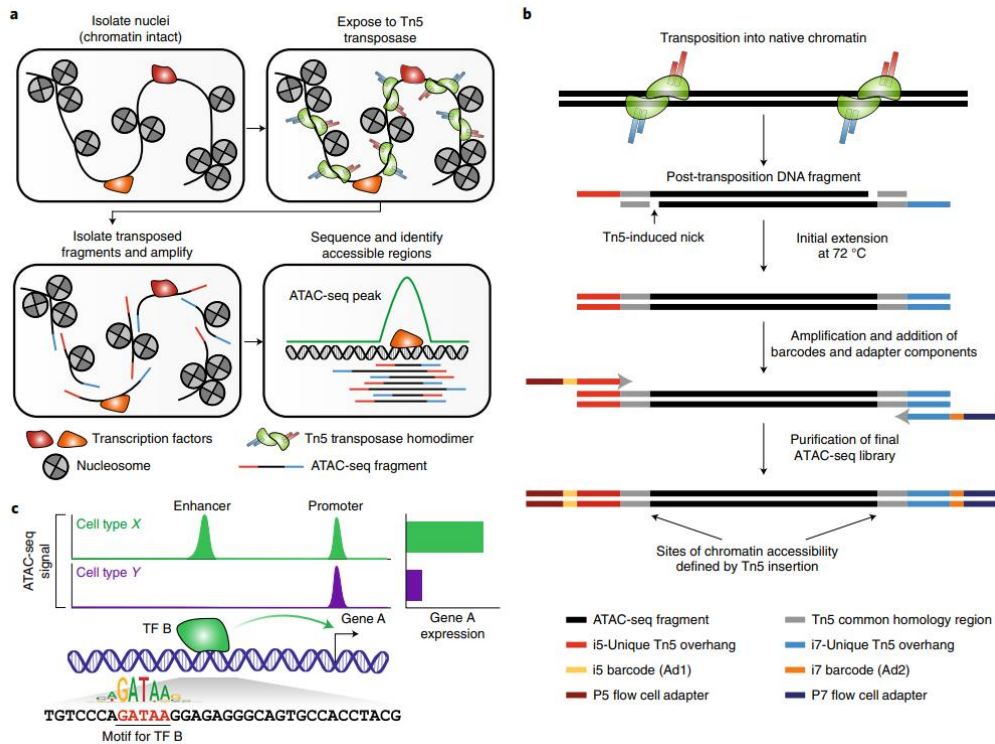 a
Isolate nuclei
(chromatin intact)
Expose to Tn5
transposase
Isolate transposed
fragments and amplify
Sequence and identify
accessible regions
ATAC-seq peak
Transcription factors
Tn5 transposase homodimer
Nucleosome
ATAC-seq fragment
b
Transposition into native chromatin
Post-transposition DNA fragment
Tn5-induced nick
Initial extension
at 72 °C
Amplification and addition of
barcodes and adapter components
Purification of final
ATAC-seq library
Sites of chromatin accessibility
defined by Tn5 insertion
ATAC-seq fragment
Tn5 common homology region
i5-Unique Tn5 overhang
i7-Unique Tn5 overhang
i5 barcode (Ad1)
i7 barcode (Ad2)
P5 flow cell adapter
P7 flow cell adapter
c
Enhancer
Promoter
ATAC-seq
signal
Cell type X
Cell type Y
Gene A
expression
TF B
Gene A
GATAA
TGTCCCAGATAAGGAGAGGGCAGTGCCACCTACG
Motif for TF B